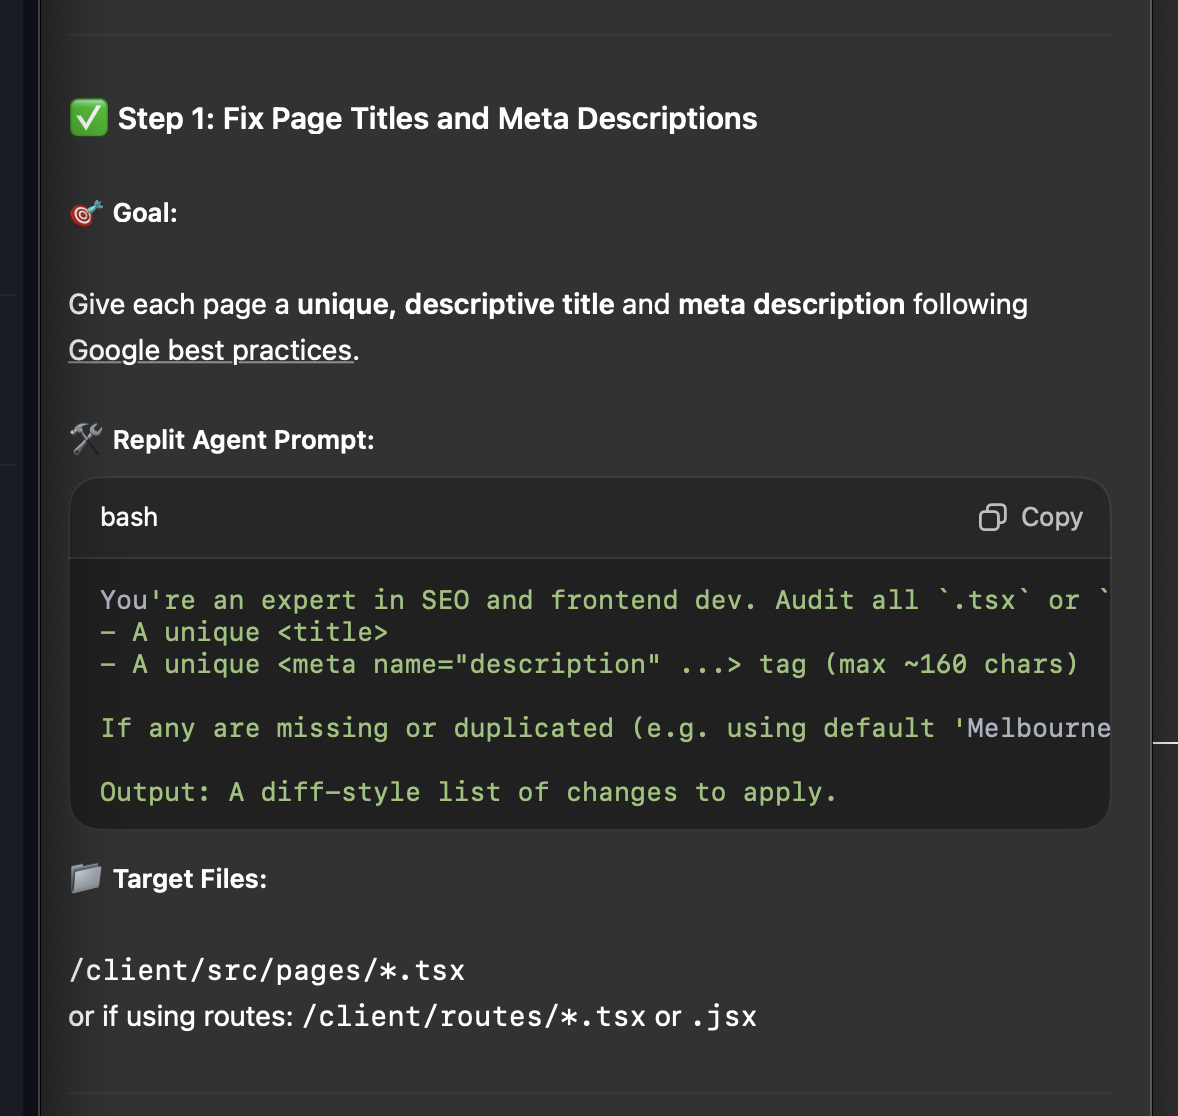 ✅ Step 1: Fix Page Titles and Meta Descriptions
🎯 Goal:
Give each page a unique, descriptive title and meta description following
Google best practices.
🛠 Replit Agent Prompt:
bash
Copy
You're an expert in SEO and frontend dev. Audit all `.tsx` or `
- A unique <title>
- A unique <meta name="description" ...> tag (max ~160 chars)
If any are missing or duplicated (e.g. using default 'Melbourne
Output: A diff-style list of changes to apply.
📁 Target Files:
/client/src/pages/*.tsx
or if using routes: /client/routes/*.tsx or .jsx